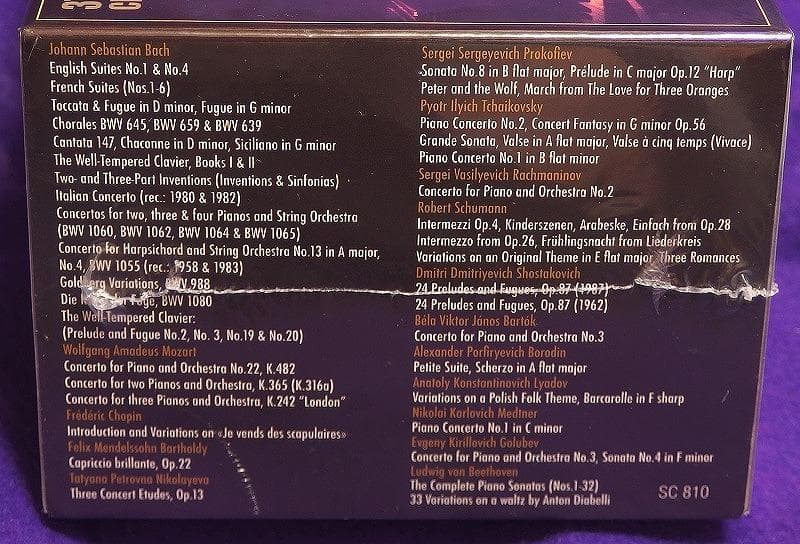 3
C
Johann Sebastian Bach
English Suites No.1 & No.4
French Suites (Nos.1-6)
Toccata & Fugue in D minor, Fugue in G minor
Chorales BWV 645, BWV 659 & BWV 639
Cantata 147, Chaconne in D minor, Siciliano in G minor
The Well-Tempered Clavier, Books I & II
Two- and Three-Part Inventions (Inventions & Sinfonias)
Italian Concerto (rec.: 1980 & 1982)
Concertos for two, three & four Pianos and String Orchestra
(BWV 1060, BWV 1062, BWV 1064 & BWV 1065)
Concerto for Harpsichord and String Orchestra No.13 in A major,
No.4, BWV 1055 (rec.: 1958 & 1983)
Goldberg Variations, BWV 988
Die Kunst der Fuge, BWV 1080
The Well-Tempered Clavier:
(Prelude and Fugue No.2, No. 3, No.19 & No.20)
Wolfgang Amadeus Mozart
Concerto for Piano and Orchestra No.22, K.482
Concerto for two Pianos and Orchestra, K.365 (K.316a)
Concerto for three Pianos and Orchestra, K.242 "London"
Frédéric Chopin
Introduction and Variations on «Je vends des scapulaires»
Felix Mendelssohn Bartholdy
Capriccio brillante, Op.22
Tatyana Petrovna Nikolayeva
Three Concert Etudes, Op.13
Sergei Sergeyevich Prokofiev
Sonata No.8 in B flat major, Prélude in C major Op.12 "Harp"
Peter and the Wolf, March from The Love for Three Oranges
Pyotr Ilyich Tchaikovsky
Piano Concerto No.2, Concert Fantasy in G minor Op.56
Grande Sonata, Valse in A flat major, Valse à cinq temps (Vivace)
Piano Concerto No.1 in B flat minor
Sergei Vasilyevich Rachmaninov
Concerto for Piano and Orchestra No.2
Robert Schumann
Intermezzi Op.4, Kinderszenen, Arabeske, Einfach from Op.28
Intermezzo from Op.26, Frühlingsnacht from Liederkreis
Variations on an Original Theme in E flat major, Three Romances
Dmitri Dmitriyevich Shostakovich
24 Preludes and Fugues, Op.87 (1987)
24 Preludes and Fugues, Op.87 (1962)
Béla Viktor János Bartók
Concerto for Piano and Orchestra No.3
Alexander Porfiryevich Borodin
Petite Suite, Scherzo in A flat major
Anatoly Konstantinovich Lyadov
Variations on a Polish Folk Theme, Barcarolle in F sharp
Nikolai Karlovich Medtner
Piano Concerto No.1 in C minor
Evgeny Kirillovich Golubev
Concerto for Piano and Orchestra No.3, Sonata No.4 in F minor
Ludwig van Beethoven
The Complete Piano Sonatas (Nos.1-32)
33 Variations on a waltz by Anton Diabelli
SC 810